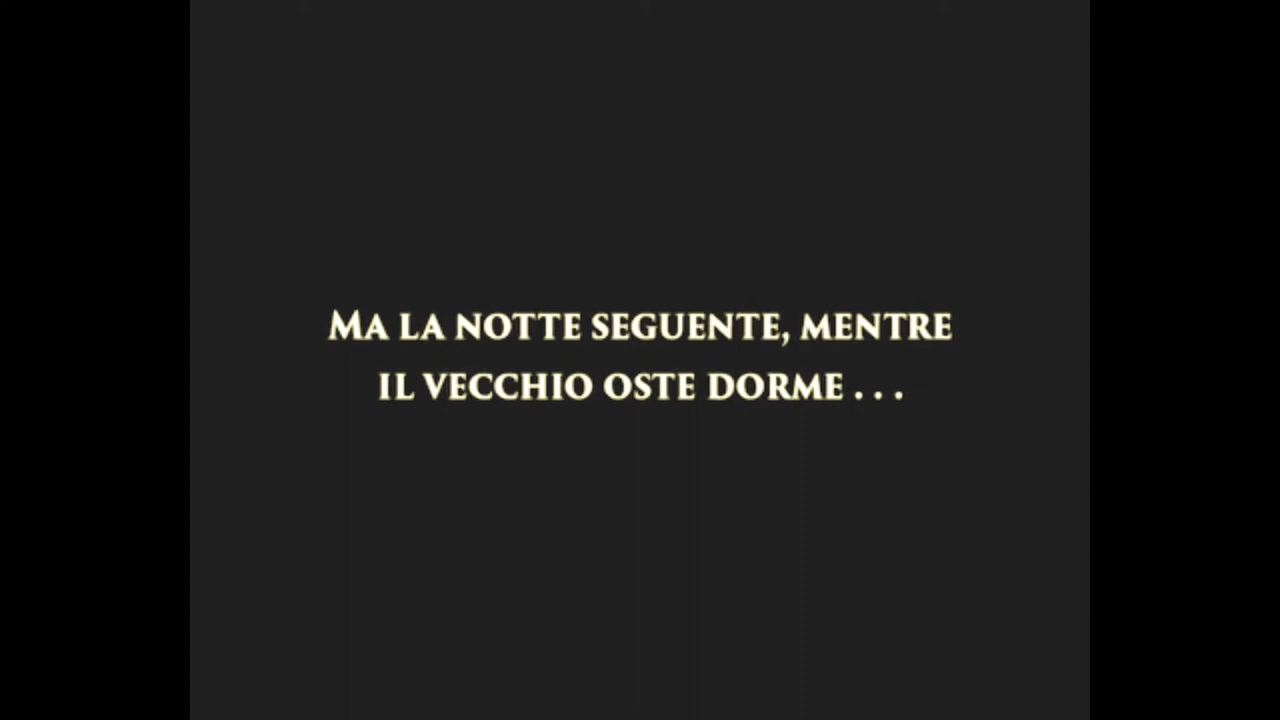 Ma la notte seguente, mentre
il vecchio oste dorme . . .